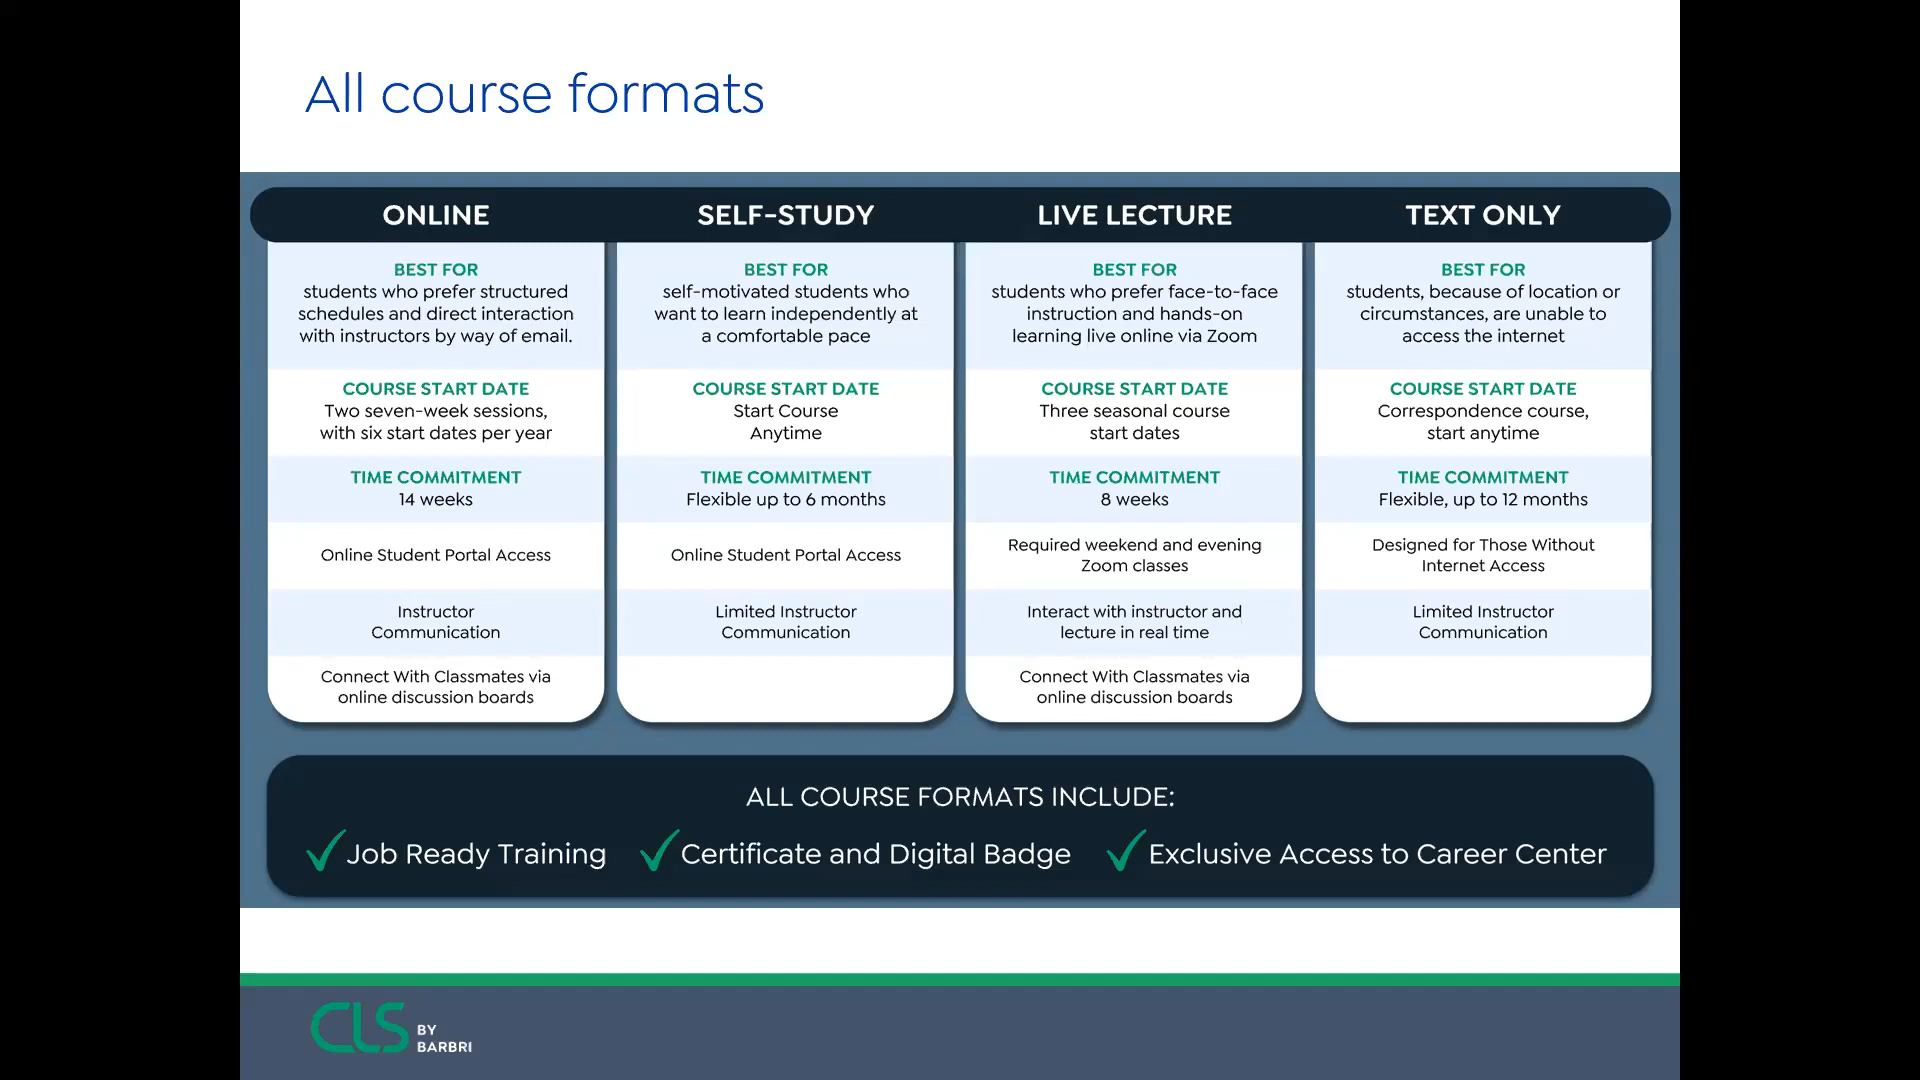 All course formats
ONLINE
BEST FOR
students who prefer structured
schedules and direct interaction
with instructors by way of email.
COURSE START DATE
Two seven-week sessions,
with six start dates per year
TIME COMMITMENT
14 weeks
Online Student Portal Access
Instructor
Communication
Connect With Classmates via
online discussion boards
SELF-STUDY
BEST FOR
self-motivated students who
want to learn independently at
a comfortable pace
COURSE START DATE
Start Course
Anytime
TIME COMMITMENT
Flexible up to 6 months
Online Student Portal Access
Limited Instructor
Communication
LIVE LECTURE
BEST FOR
students who prefer face-to-face
instruction and hands-on
learning live online via Zoom
COURSE START DATE
Three seasonal course
start dates
TIME COMMITMENT
8 weeks
Required weekend and evening
Zoom classes
Interact with instructor and
lecture in real time
Connect With Classmates via
online discussion boards
TEXT ONLY
BEST FOR
students, because of location or
circumstances, are unable to
access the internet
COURSE START DATE
Correspondence course,
start anytime
TIME COMMITMENT
Flexible, up to 12 months
Designed for Those Without
Internet Access
Limited Instructor
Communication
ALL COURSE FORMATS INCLUDE:
Job Ready Training
Certificate and Digital Badge
Exclusive Access to Career Center
CLS BY
BARBRI